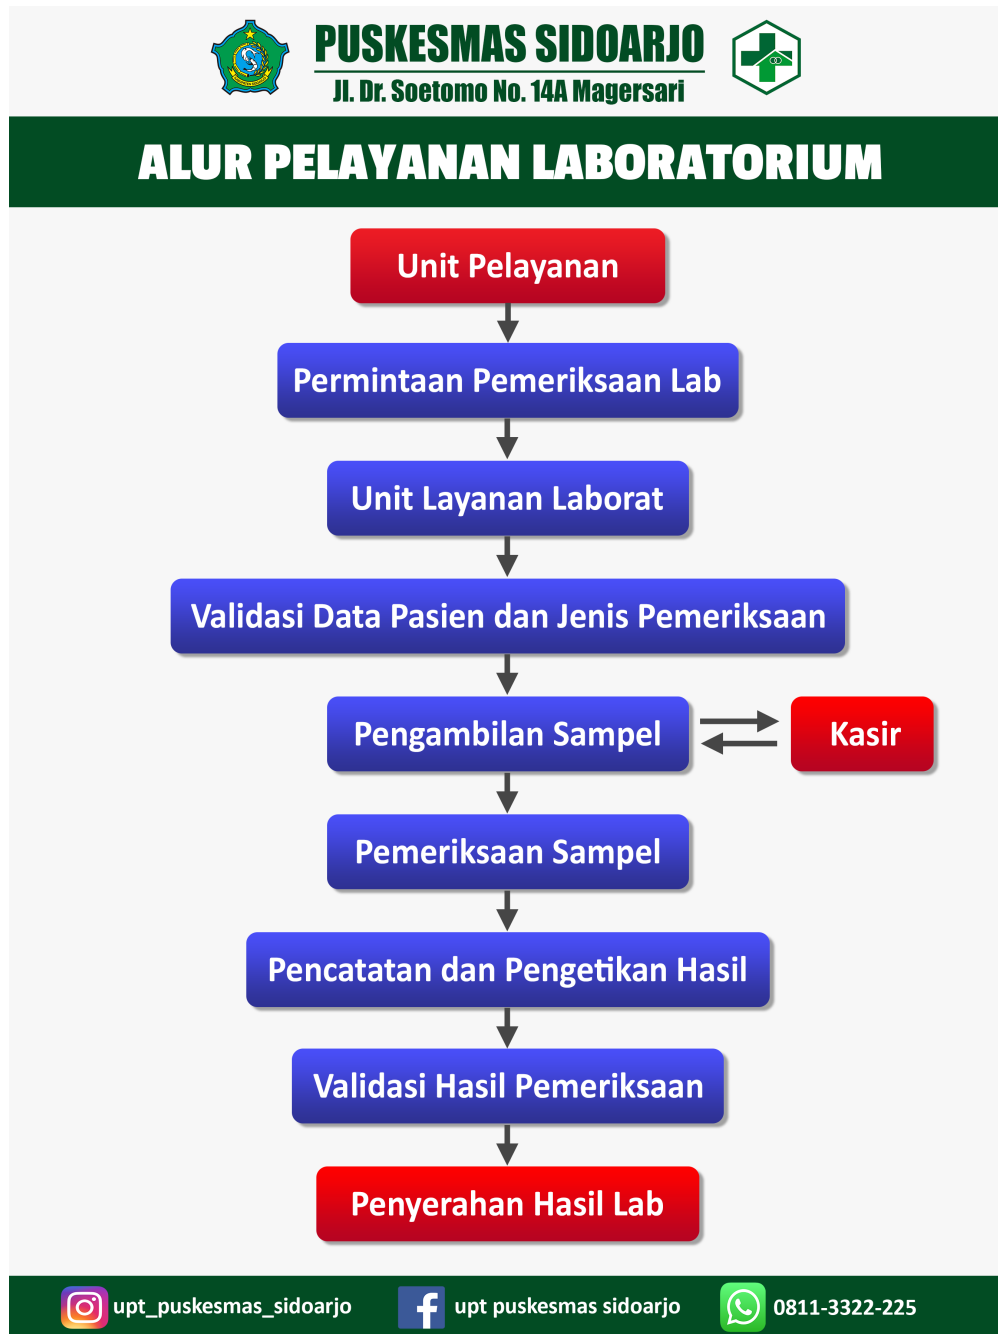 PUSKESMAS SIDOARJO
Jl. Dr. Soetomo No. 14A Magersari
ALUR PELAYANAN LABORATORIUM
Unit Pelayanan
Permintaan Pemeriksaan Lab
Unit Layanan Laborat
Validasi Data Pasien dan Jenis Pemeriksaan
Pengambilan Sampel
Kasir
Pemeriksaan Sampel
Pencatatan dan Pengetikan Hasil
Validasi Hasil Pemeriksaan
Penyerahan Hasil Lab
upt_puskesmas_sidoarjo
upt puskesmas sidoarjo
0811-3322-225